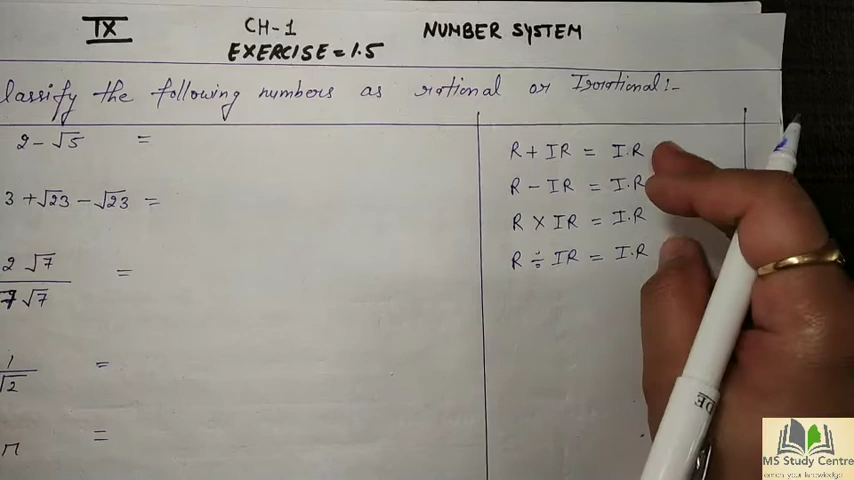 IX CH-1 NUMBER SYSTEM
EXERCISE = 1.5
lassify the following numbers as rational or Irrational :-
2 - √5 =
3 + √23 - √23 =
2 √7 / 7 √7 =
1 / √2 =
R + IR = I.R
R - IR = I.R
R × IR = I.R
R ÷ IR = I.R
DE
MS Study Centre